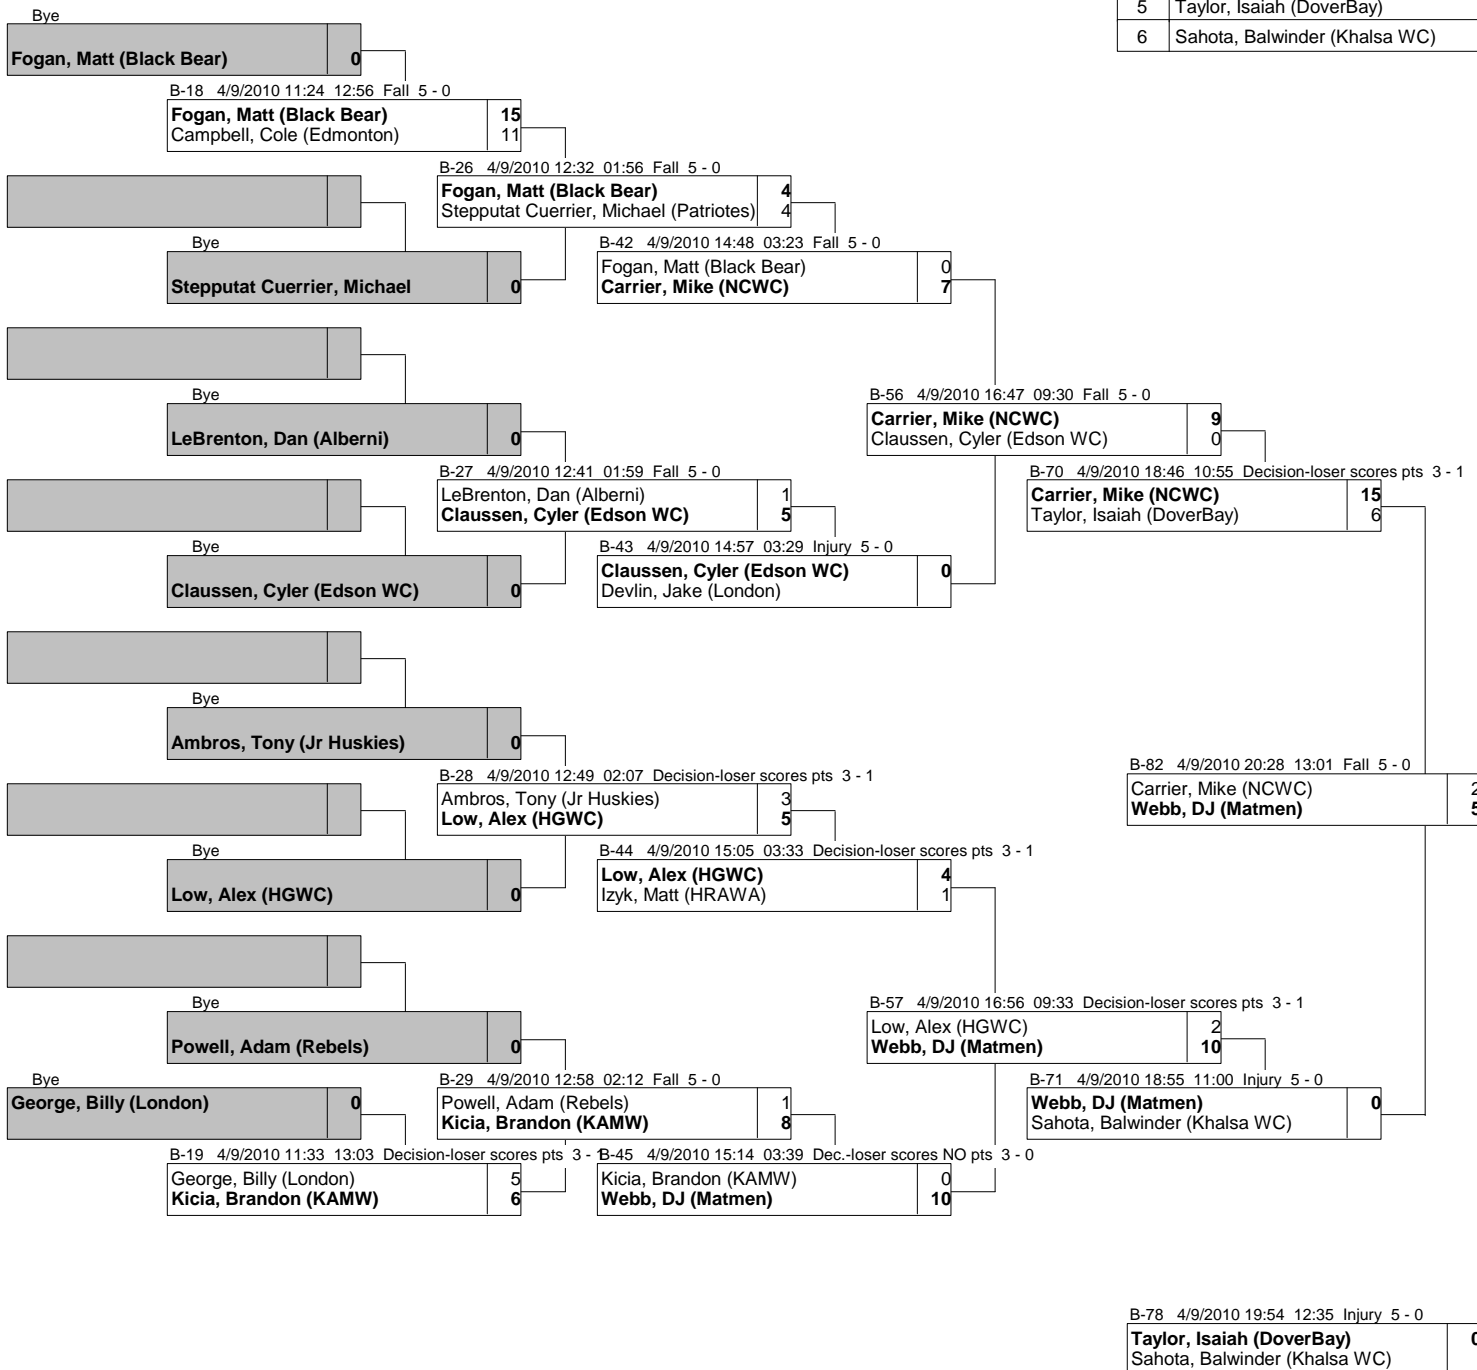 5 Taylor, Isaiah (DoverBay)
6 Sahota, Balwinder (Khalsa WC)
Bye
Fogan, Matt (Black Bear) 0
B-18 4/9/2010 11:24 12:56 Fall 5 - 0
Fogan, Matt (Black Bear) 15
Campbell, Cole (Edmonton) 11
B-26 4/9/2010 12:32 01:56 Fall 5 - 0
Fogan, Matt (Black Bear) 4
Stepputat Cuerrier, Michael (Patriotes) 4
Bye
Stepputat Cuerrier, Michael 0
B-42 4/9/2010 14:48 03:23 Fall 5 - 0
Fogan, Matt (Black Bear) 0
Carrier, Mike (NCWC) 7
Bye
LeBrenton, Dan (Alberni) 0
B-56 4/9/2010 16:47 09:30 Fall 5 - 0
Carrier, Mike (NCWC) 9
Claussen, Cyler (Edson WC) 0
B-27 4/9/2010 12:41 01:59 Fall 5 - 0
LeBrenton, Dan (Alberni) 1
Claussen, Cyler (Edson WC) 5
B-70 4/9/2010 18:46 10:55 Decision-loser scores pts 3 - 1
Carrier, Mike (NCWC) 15
Taylor, Isaiah (DoverBay) 6
Bye
Claussen, Cyler (Edson WC) 0
B-43 4/9/2010 14:57 03:29 Injury 5 - 0
Claussen, Cyler (Edson WC) 0
Devlin, Jake (London)
Bye
Ambros, Tony (Jr Huskies) 0
B-28 4/9/2010 12:49 02:07 Decision-loser scores pts 3 - 1
Ambros, Tony (Jr Huskies) 3
Low, Alex (HGWC) 5
B-82 4/9/2010 20:28 13:01 Fall 5 - 0
Carrier, Mike (NCWC) 2
Webb, DJ (Matmen) 5
Bye
Low, Alex (HGWC) 0
B-44 4/9/2010 15:05 03:33 Decision-loser scores pts 3 - 1
Low, Alex (HGWC) 4
Izyk, Matt (HRAWA) 1
Bye
Powell, Adam (Rebels) 0
B-57 4/9/2010 16:56 09:33 Decision-loser scores pts 3 - 1
Low, Alex (HGWC) 2
Webb, DJ (Matmen) 10
Bye
George, Billy (London) 0
B-29 4/9/2010 12:58 02:12 Fall 5 - 0
Powell, Adam (Rebels) 1
Kicia, Brandon (KAMW) 8
B-71 4/9/2010 18:55 11:00 Injury 5 - 0
Webb, DJ (Matmen) 0
Sahota, Balwinder (Khalsa WC)
B-19 4/9/2010 11:33 13:03 Decision-loser scores pts 3 - 1
George, Billy (London) 5
Kicia, Brandon (KAMW) 6
B-45 4/9/2010 15:14 03:39 Dec.-loser scores NO pts 3 - 0
Kicia, Brandon (KAMW) 0
Webb, DJ (Matmen) 10
B-78 4/9/2010 19:54 12:35 Injury 5 - 0
Taylor, Isaiah (DoverBay) 0
Sahota, Balwinder (Khalsa WC)